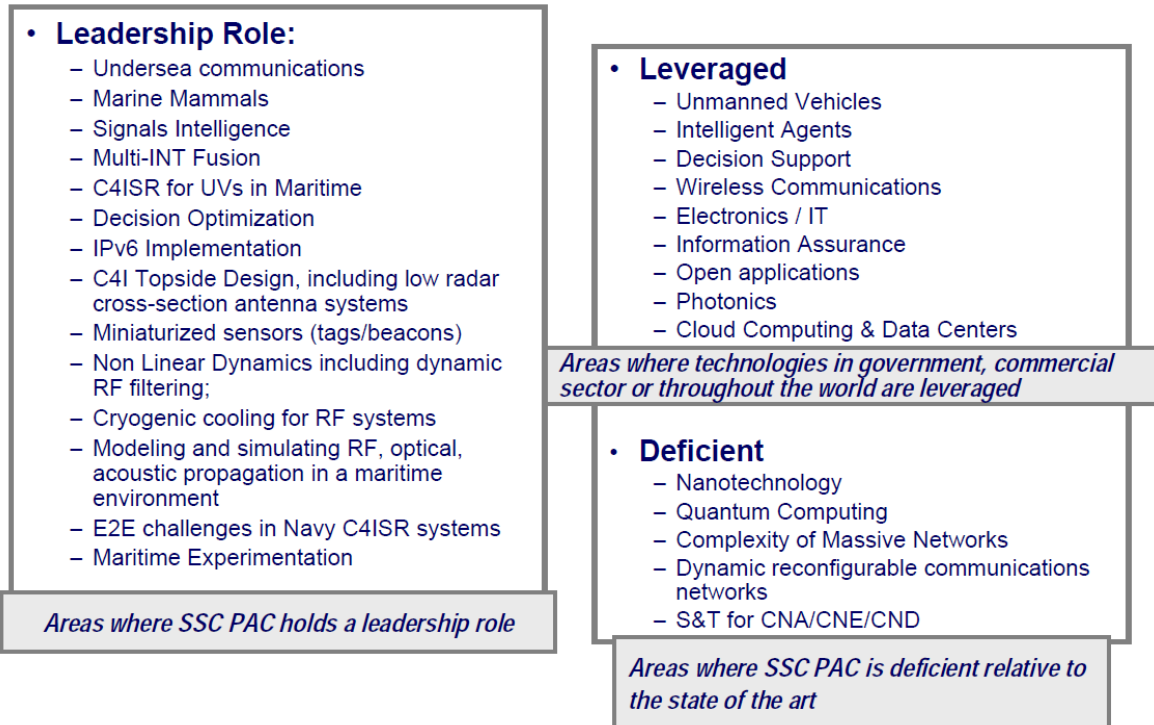 • Leadership Role:
– Undersea communications
– Marine Mammals
– Signals Intelligence
– Multi-INT Fusion
– C4ISR for UVs in Maritime
– Decision Optimization
– IPv6 Implementation
– C4I Topside Design, including low radar
cross-section antenna systems
– Miniaturized sensors (tags/beacons)
– Non Linear Dynamics including dynamic
RF filtering;
– Cryogenic cooling for RF systems
– Modeling and simulating RF, optical,
acoustic propagation in a maritime
environment
– E2E challenges in Navy C4ISR systems
– Maritime Experimentation
Areas where SSC PAC holds a leadership role
• Leveraged
– Unmanned Vehicles
– Intelligent Agents
– Decision Support
– Wireless Communications
– Electronics / IT
– Information Assurance
– Open applications
– Photonics
– Cloud Computing & Data Centers
Areas where technologies in government, commercial
sector or throughout the world are leveraged
• Deficient
– Nanotechnology
– Quantum Computing
– Complexity of Massive Networks
– Dynamic reconfigurable communications
networks
– S&T for CNA/CNE/CND
Areas where SSC PAC is deficient relative to
the state of the art